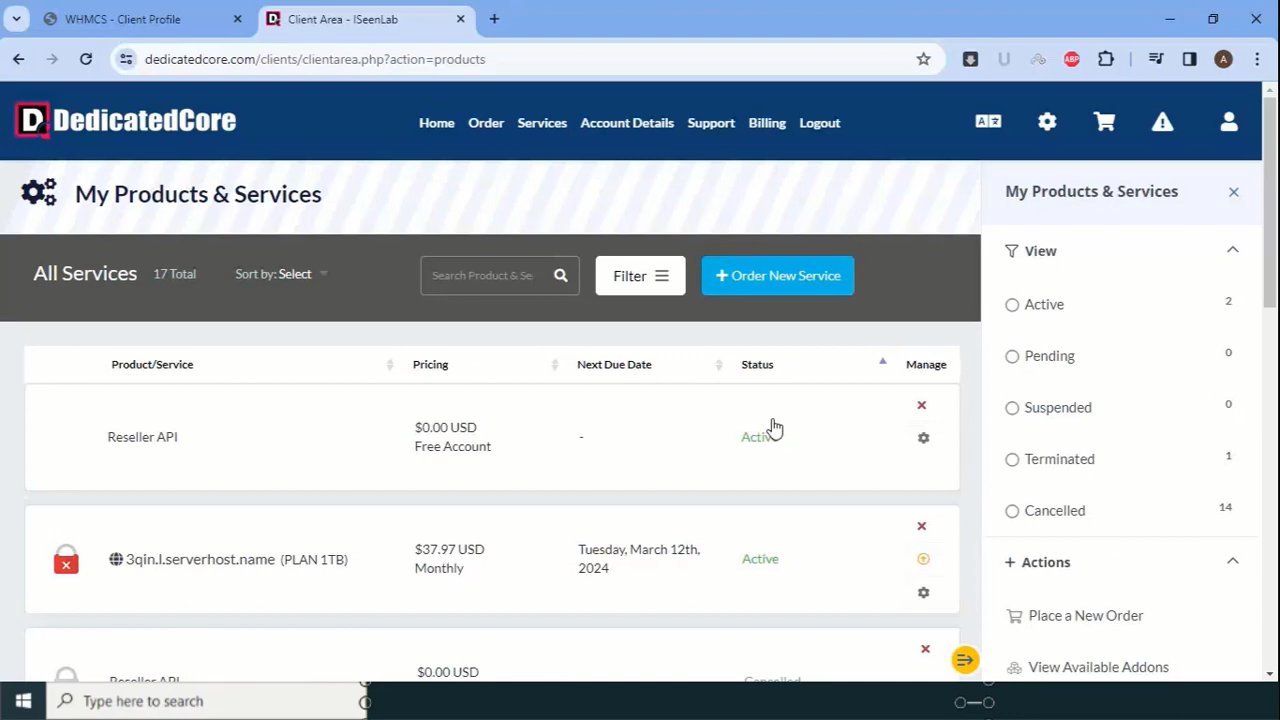 WHMCS - Client Profile
Client Area - ISeenLab
dedicatedcore.com/clients/clientarea.php?action=products
ABP
A
D DedicatedCore
Home Order Services Account Details Support Billing Logout
My Products & Services
My Products & Services
All Services 17 Total Sort by: Select
Search Product & Se
Filter
+ Order New Service
View
Active 2
Pending 0
Suspended 0
Terminated 1
Cancelled 14
+ Actions
Place a New Order
View Available Addons
Product/Service Pricing Next Due Date Status Manage
Reseller API
$0.00 USD
Free Account
-
Active
3qin.l.serverhost.name (PLAN 1TB)
$37.97 USD
Monthly
Tuesday, March 12th,
2024
Active
Reseller API
$0.00 USD
Cancelled
Type here to search